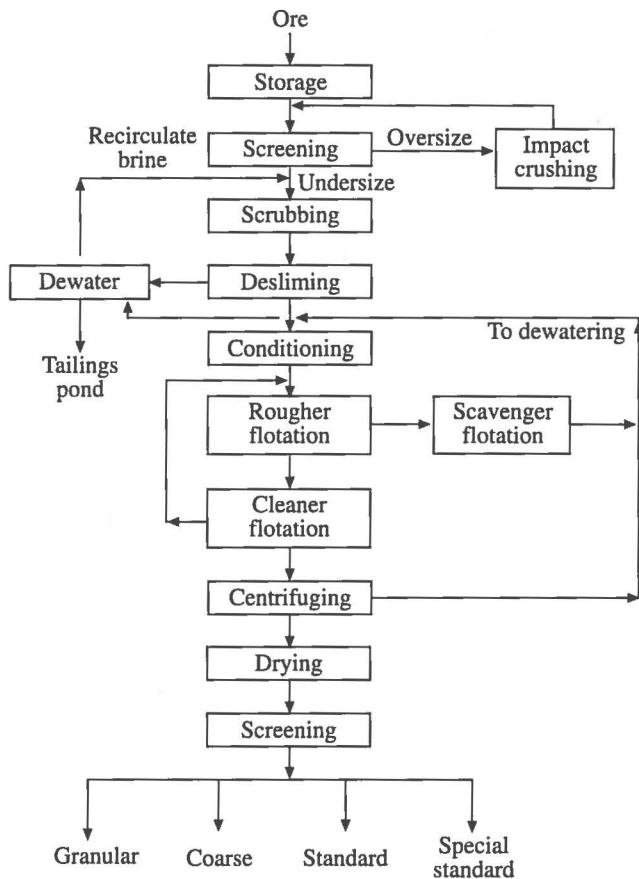 Ore
Storage
Recirculate
brine
Screening
Oversize
Impact
crushing
Undersize
Scrubbing
Dewater
Desliming
To dewatering
Tailings
pond
Conditioning
Rougher
flotation
Scavenger
flotation
Cleaner
flotation
Centrifuging
Drying
Screening
Granular
Coarse
Standard
Special
standard